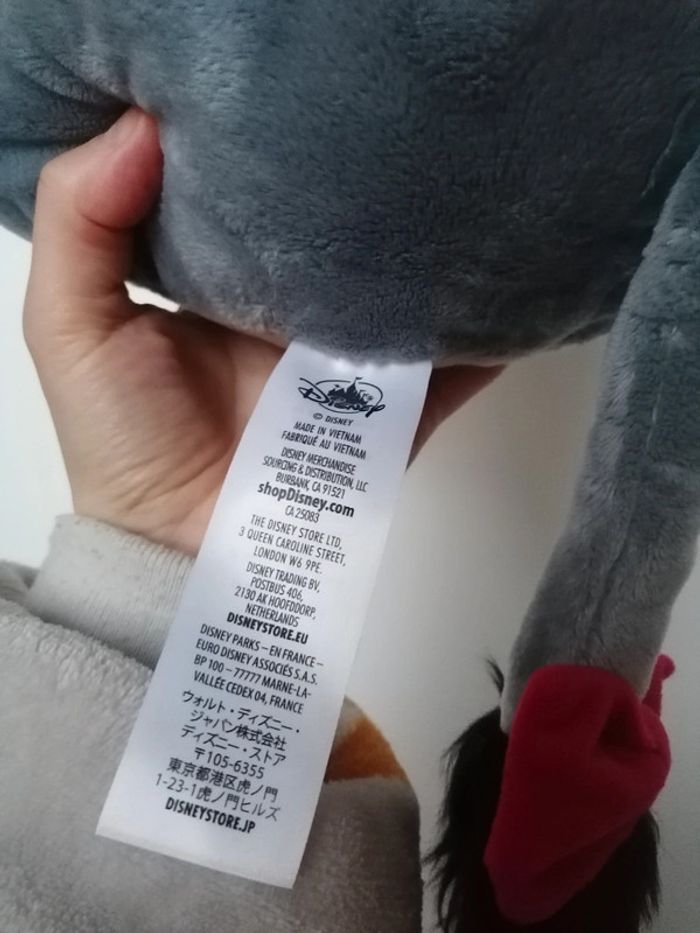 Disney
© DISNEY
MADE IN VIETNAM
FABRIQUÉ AU VIETNAM
DISNEY MERCHANDISE
SOURCING & DISTRIBUTION, LLC
BURBANK, CA 91521
shopDisney.com
CA 25083
THE DISNEY STORE LTD,
3 QUEEN CAROLINE STREET,
LONDON W6 9PE.
DISNEY TRADING BV,
POSTBUS 406,
2130 AK HOOFDDORP,
NETHERLANDS
DISNEYSTORE.EU
DISNEY PARKS – EN FRANCE –
EURO DISNEY ASSOCIÉS S.A.S.
BP 100 – 77777 MARNE-LA-
VALLÉE CEDEX 04, FRANCE
ウォルト・ディズニー・
ジャパン株式会社
ディズニー・ストア
〒105-6355
東京都港区虎ノ門
1-23-1虎ノ門ヒルズ
DISNEYSTORE.JP